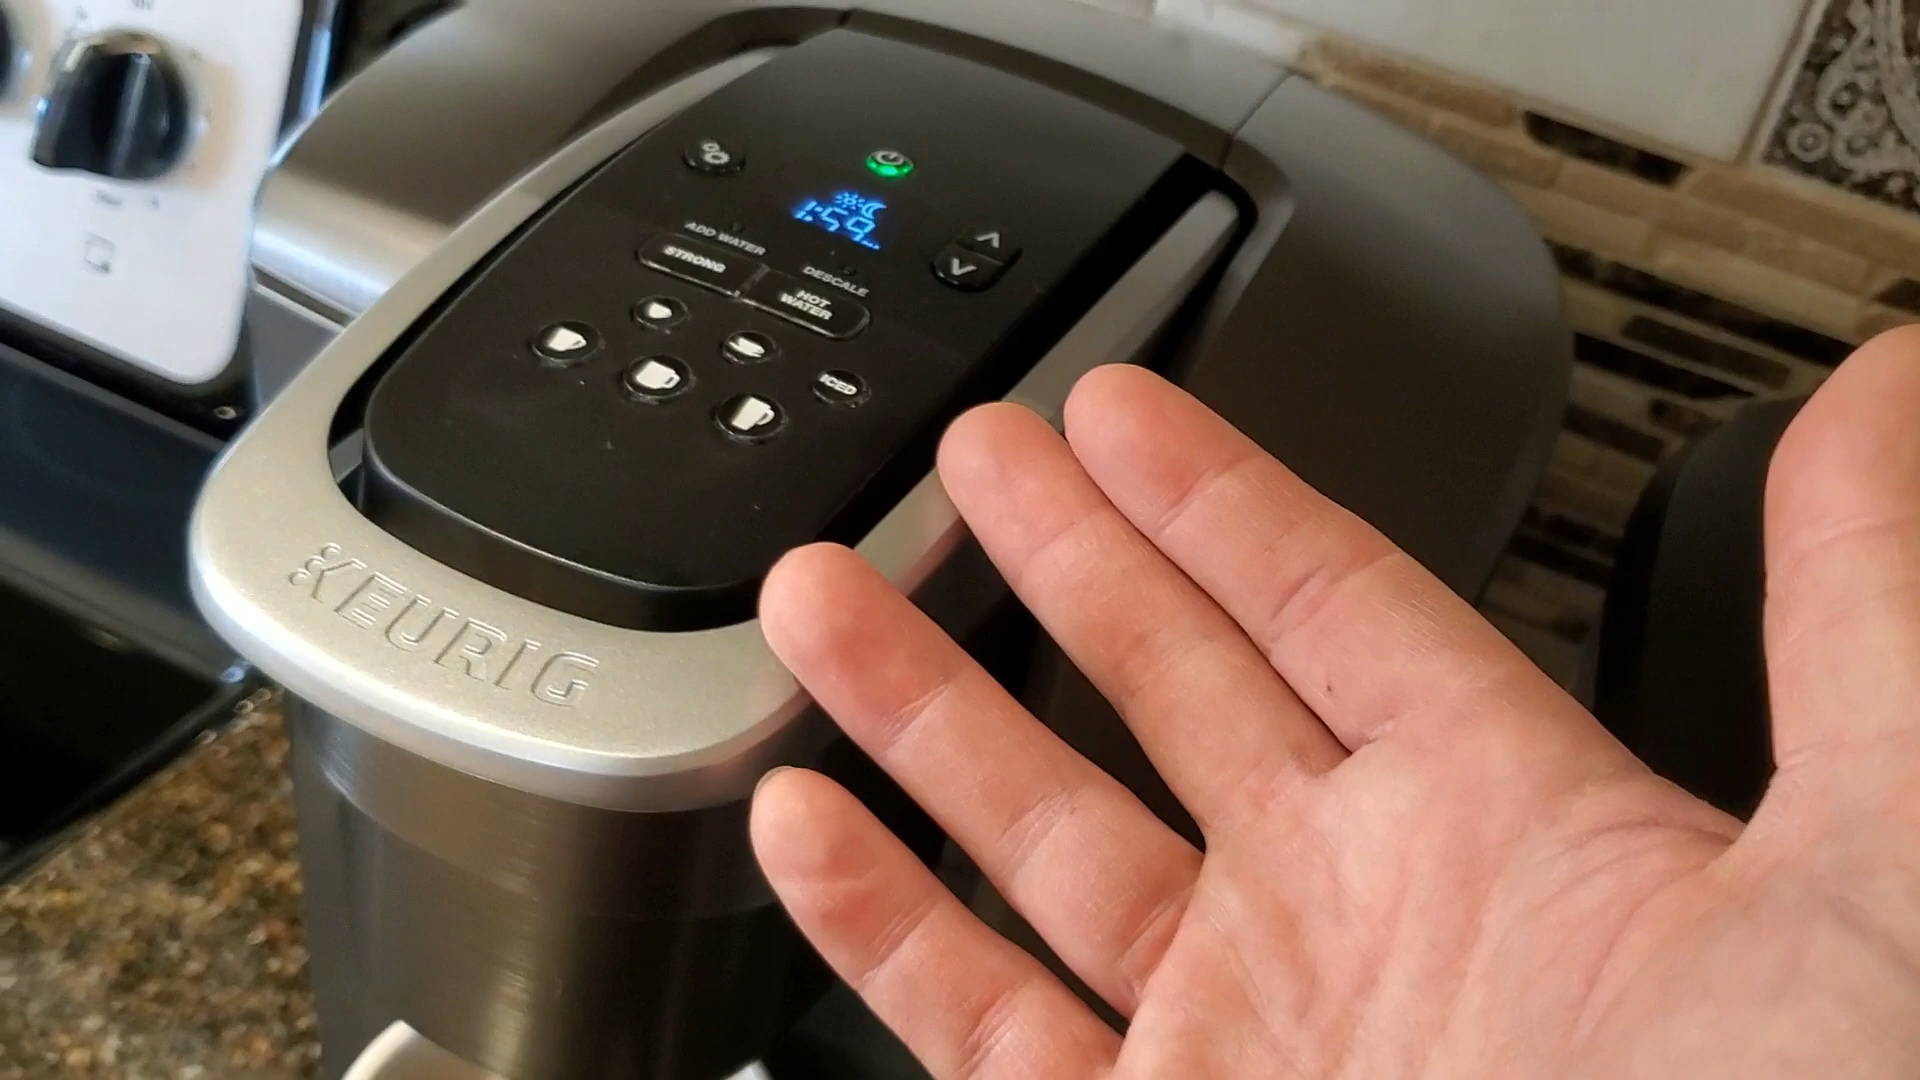 1:59
ADD WATER
STRONG
DESCALE
HOT
WATER
ICED
KEURIG